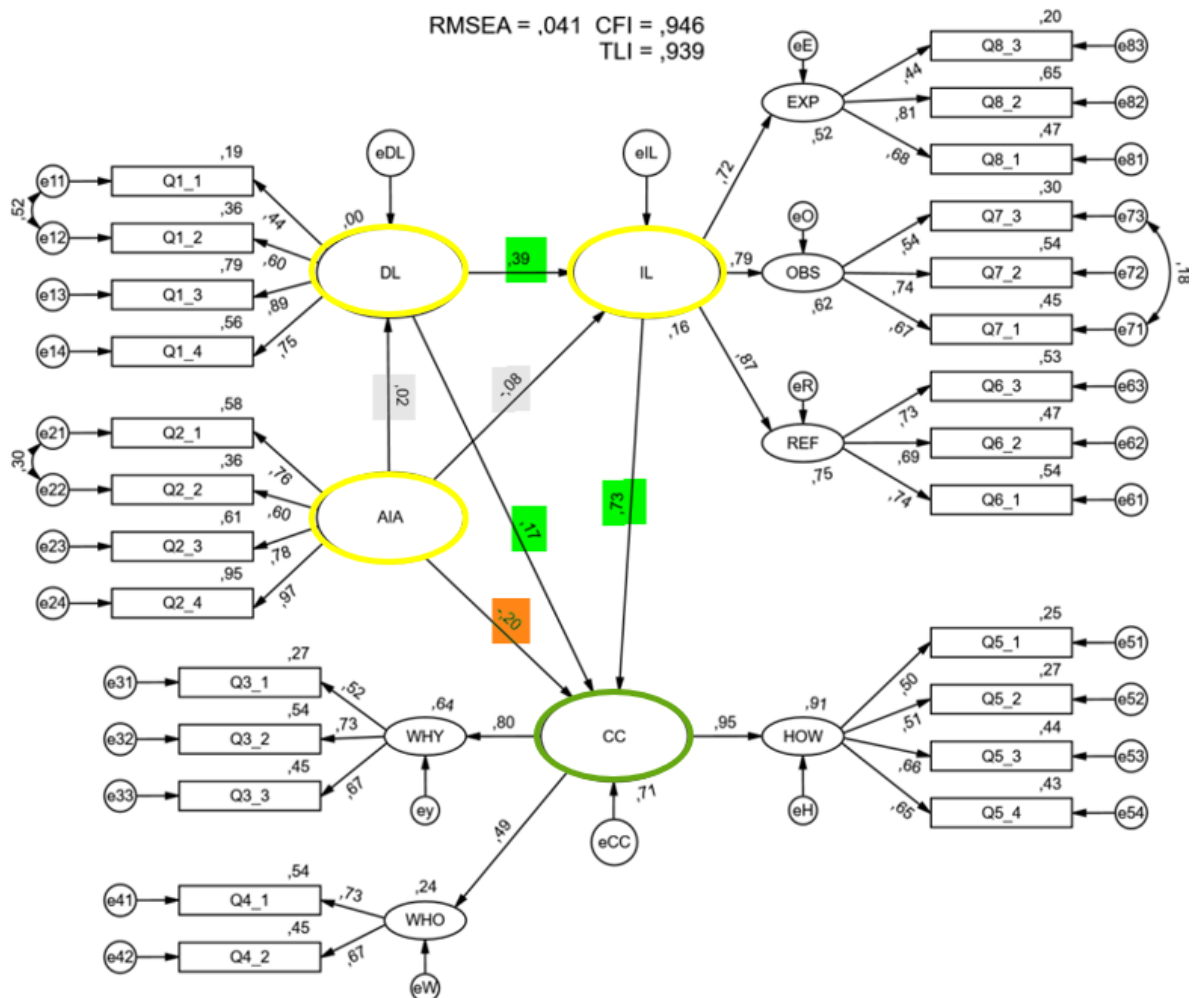 RMSEA = ,041 CFI = ,946
TLI = ,939
,20
eE
Q8_3
e83
,44
,65
EXP
,81
Q8_2
e82
,52
,47
,68
Q8_1
e81
,19
eDL
eIL
,72
e11
Q1_1
,30
,52
,36
,44
,00
eO
Q7_3
e73
e12
Q1_2
,60
,54
,54
,79
DL
,39
IL
,79
OBS
,74
Q7_2
e72
,18
e13
Q1_3
,89
,62
,45
,56
,16
,67
Q7_1
e71
e14
Q1_4
,75
,87
,53
,02
-,08
eR
Q6_3
e63
,58
,73
,47
e21
Q2_1
REF
,69
Q6_2
e62
,30
,36
,76
,75
,54
e22
Q2_2
,60
,74
Q6_1
e61
,61
AIA
,17
,73
e23
Q2_3
,78
,95
,97
e24
Q2_4
-,20
,25
Q5_1
e51
,27
,50
,27
e31
Q3_1
,52
,64
,91
,51
Q5_2
e52
,54
,73
WHY
,80
CC
,95
HOW
,44
e32
Q3_2
,66
Q5_3
e53
,45
,67
,71
,43
e33
Q3_3
ey
eH
,65
Q5_4
e54
eCC
,49
,54
,24
e41
Q4_1
,73
WHO
,45
e42
Q4_2
,67
eW